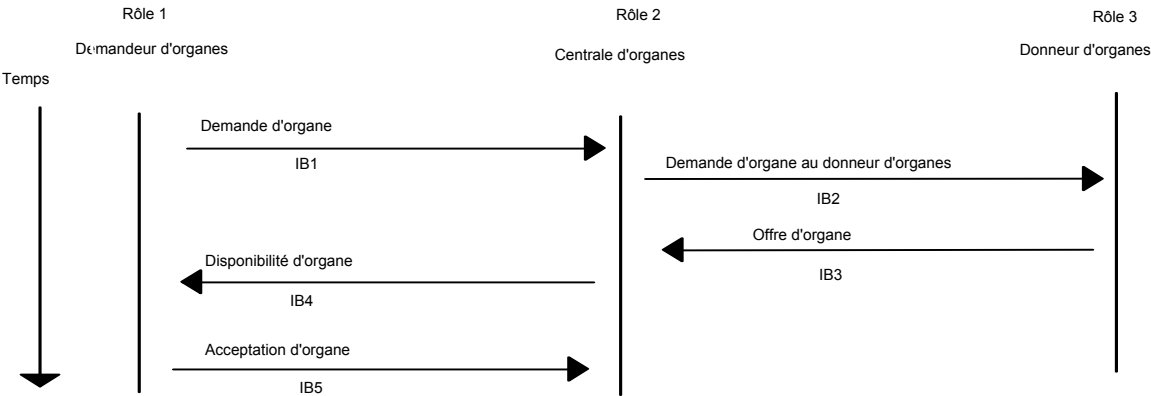 Rôle 1
Rôle 2
Rôle 3
Demandeur d'organes
Centrale d'organes
Donneur d'organes
Temps
Demande d'organe
IB1
Demande d'organe au donneur d'organes
IB2
Offre d'organe
IB3
Disponibilité d'organe
IB4
Acceptation d'organe
IB5